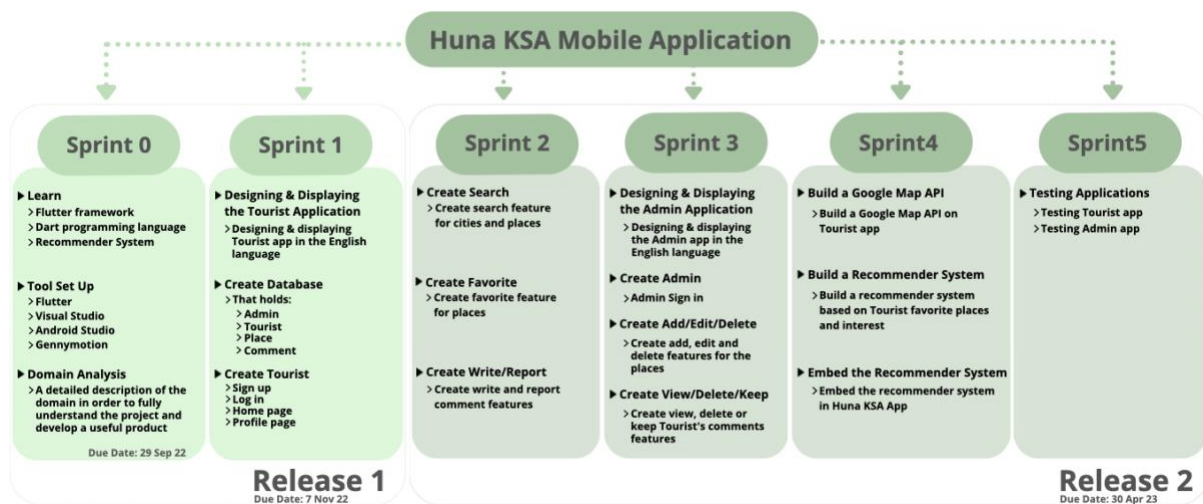 Huna KSA Mobile Application
Sprint 0
▶ Learn
> Flutter framework
> Dart programming language
> Recommender System
▶ Tool Set Up
> Flutter
> Visual Studio
> Android Studio
> Gennymotion
▶ Domain Analysis
> A detailed description of the
domain in order to fully
understand the project and
develop a useful product
Due Date: 29 Sep 22
Sprint 1
▶ Designing & Displaying
the Tourist Application
> Designing & displaying
Tourist app in the English
language
▶ Create Database
> That holds:
> Admin
> Tourist
> Place
> Comment
▶ Create Tourist
> Sign up
> Log in
> Home page
> Profile page
Release 1
Due Date: 7 Nov 22
Sprint 2
▶ Create Search
> Create search feature
for cities and places
▶ Create Favorite
> Create favorite feature
for places
▶ Create Write/Report
> Create write and report
comment features
Sprint 3
▶ Designing & Displaying
the Admin Application
> Designing & displaying
the Admin app in the
English language
▶ Create Admin
> Admin Sign in
▶ Create Add/Edit/Delete
> Create add, edit and
delete features for the
places
▶ Create View/Delete/Keep
> Create view, delete or
keep Tourist's comments
features
Sprint4
▶ Build a Google Map API
> Build a Google Map API on
Tourist app
▶ Build a Recommender System
> Build a recommender system
based on Tourist favorite places
and interest
▶ Embed the Recommender System
> Embed the recommender system
in Huna KSA App
Sprint5
▶ Testing Applications
> Testing Tourist app
> Testing Admin app
Release 2
Due Date: 30 Apr 23